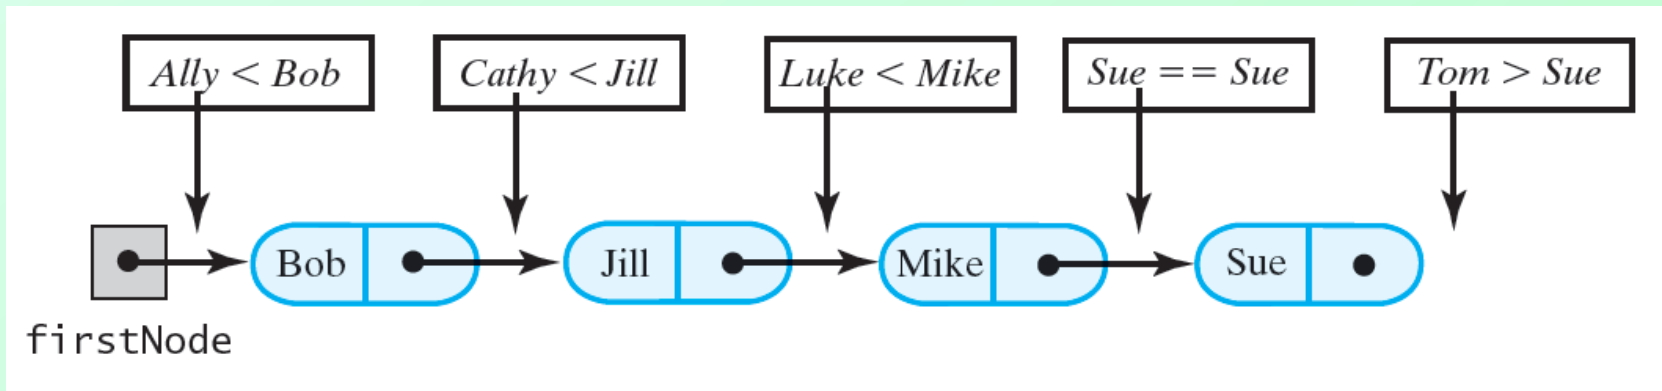 Ally < Bob
Cathy < Jill
Luke < Mike
Sue == Sue
Tom > Sue
Bob
Jill
Mike
Sue
firstNode